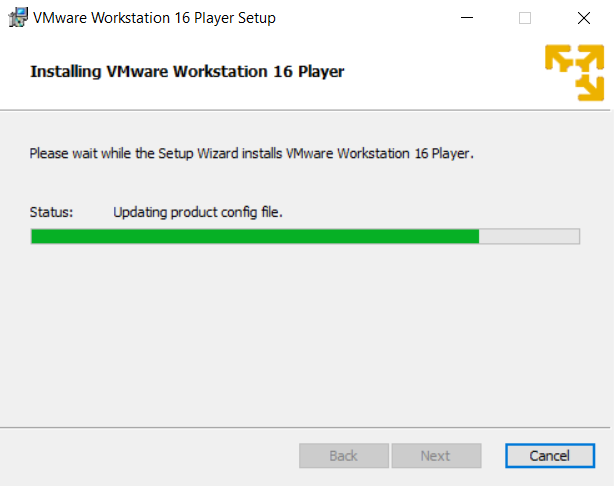 VMware Workstation 16 Player Setup
Installing VMware Workstation 16 Player
Please wait while the Setup Wizard installs VMware Workstation 16 Player.
Status: Updating product config file.
Back Next Cancel